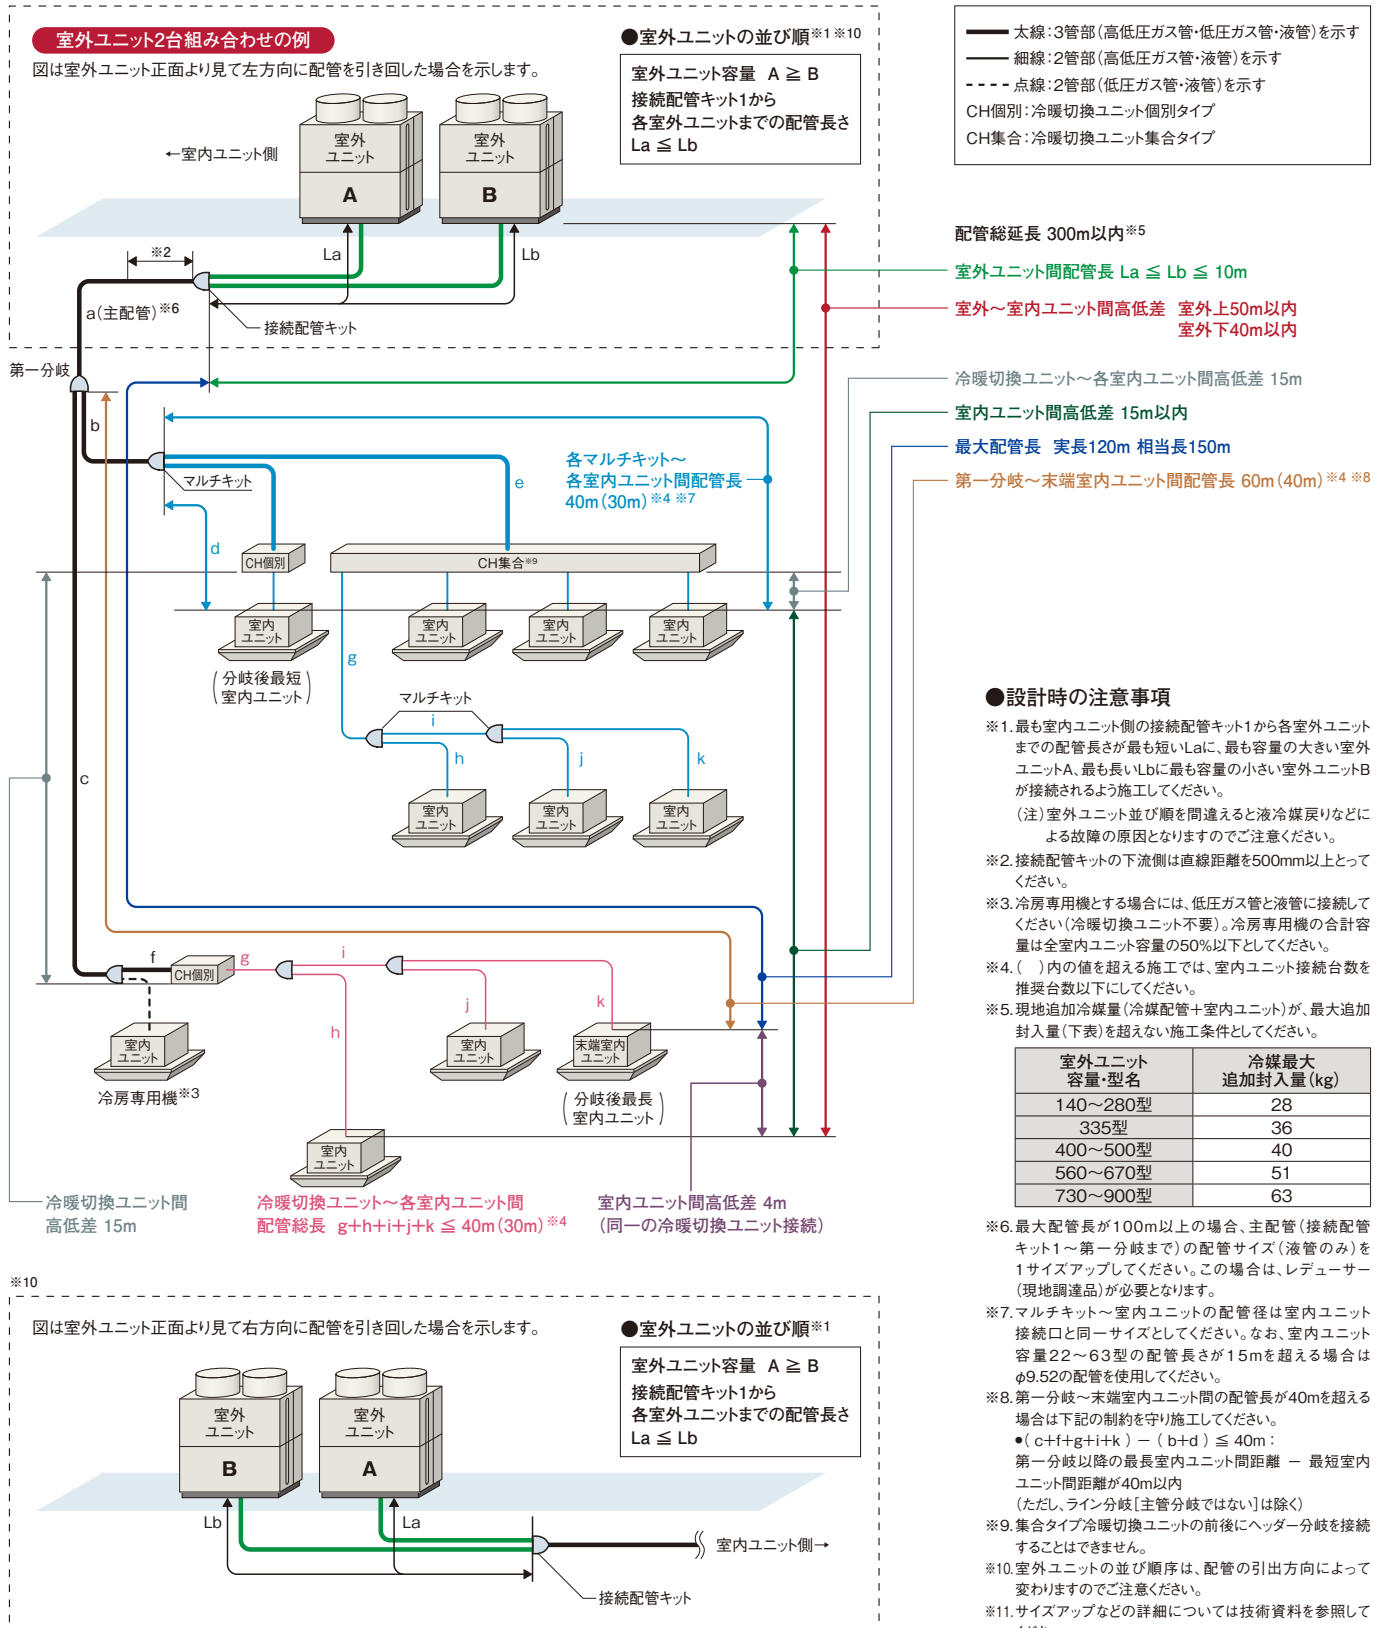 室外ユニット2台組み合わせの例
図は室外ユニット正面より見て左方向に配管を引き回した場合を示します。
●室外ユニットの並び順※1 ※10
室外ユニット容量 A ≧ B
接続配管キット1から
各室外ユニットまでの配管長さ
La ≦ Lb
←室内ユニット側
室外
ユニット
A
室外
ユニット
B
※2
La
Lb
a(主配管)※6
接続配管キット
太線:3管部(高低圧ガス管・低圧ガス管・液管)を示す
細線:2管部(高低圧ガス管・液管)を示す
点線:2管部(低圧ガス管・液管)を示す
CH個別:冷暖切換ユニット個別タイプ
CH集合:冷暖切換ユニット集合タイプ
配管総延長 300m以内※5
室外ユニット間配管長 La ≦ Lb ≦ 10m
室外~室内ユニット間高低差 室外上50m以内
室外下40m以内
冷暖切換ユニット~各室内ユニット間高低差 15m
室内ユニット間高低差 15m以内
最大配管長 実長120m 相当長150m
第一分岐~末端室内ユニット間配管長 60m(40m)※4 ※8
第一分岐
b
マルチキット
各マルチキット~
各室内ユニット間配管長
40m(30m)※4 ※7
e
d
CH個別
CH集合※9
室内
ユニット
室内
ユニット
室内
ユニット
室内
ユニット
(分岐後最短
室内ユニット)
g
マルチキット
i
h
j
k
c
室内
ユニット
室内
ユニット
室内
ユニット
f
CH個別
g
i
h
j
k
室内
ユニット
冷房専用機※3
室内
ユニット
末端室内
ユニット
(分岐後最長
室内ユニット)
室内
ユニット
冷暖切換ユニット間
高低差 15m
冷暖切換ユニット~各室内ユニット間
配管総長 g+h+i+j+k ≦ 40m(30m)※4
室内ユニット間高低差 4m
(同一の冷暖切換ユニット接続)
※10
図は室外ユニット正面より見て右方向に配管を引き回した場合を示します。
●室外ユニットの並び順※1
室外ユニット容量 A ≧ B
接続配管キット1から
各室外ユニットまでの配管長さ
La ≦ Lb
室外
ユニット
B
室外
ユニット
A
Lb
La
室内ユニット側→
接続配管キット
●設計時の注意事項
※1.最も室内ユニット側の接続配管キット1から各室外ユニット
までの配管長さが最も短いLaに、最も容量の大きい室外
ユニットA、最も長いLbに最も容量の小さい室外ユニットB
が接続されるよう施工してください。
(注)室外ユニット並び順を間違えると液冷媒戻りなどに
よる故障の原因となりますのでご注意ください。
※2.接続配管キットの下流側は直線距離を500mm以上とって
ください。
※3.冷房専用機とする場合には、低圧ガス管と液管に接続して
ください(冷暖切換ユニット不要)。冷房専用機の合計容
量は全室内ユニット容量の50%以下としてください。
※4.( )内の値を超える施工では、室内ユニット接続台数を
推奨台数以下にしてください。
※5.現地追加冷媒量(冷媒配管+室内ユニット)が、最大追加
封入量(下表)を超えない施工条件としてください。
室外ユニット
容量・型名
冷媒最大
追加封入量(kg)
140~280型 28
335型 36
400~500型 40
560~670型 51
730~900型 63
※6.最大配管長が100m以上の場合、主配管(接続配管
キット1~第一分岐まで)の配管サイズ(液管のみ)を
1サイズアップしてください。この場合は、レデューサー
(現地調達品)が必要となります。
※7.マルチキット~室内ユニットの配管径は室内ユニット
接続口と同一サイズとしてください。なお、室内ユニット
容量22~63型の配管長さが15mを超える場合は
φ9.52の配管を使用してください。
※8.第一分岐~末端室内ユニット間の配管長が40mを超える
場合は下記の制約を守り施工してください。
●( c+f+g+i+k ) - ( b+d ) ≦ 40m:
第一分岐以降の最長室内ユニット間距離 - 最短室内
ユニット間距離が40m以内
(ただし、ライン分岐[主管分岐ではない]は除く)
※9.集合タイプ冷暖切換ユニットの前後にヘッダー分岐を接続
することはできません。
※10.室外ユニットの並び順序は、配管の引出方向によって
変わりますのでご注意ください。
※11.サイズアップなどの詳細については技術資料を参照して